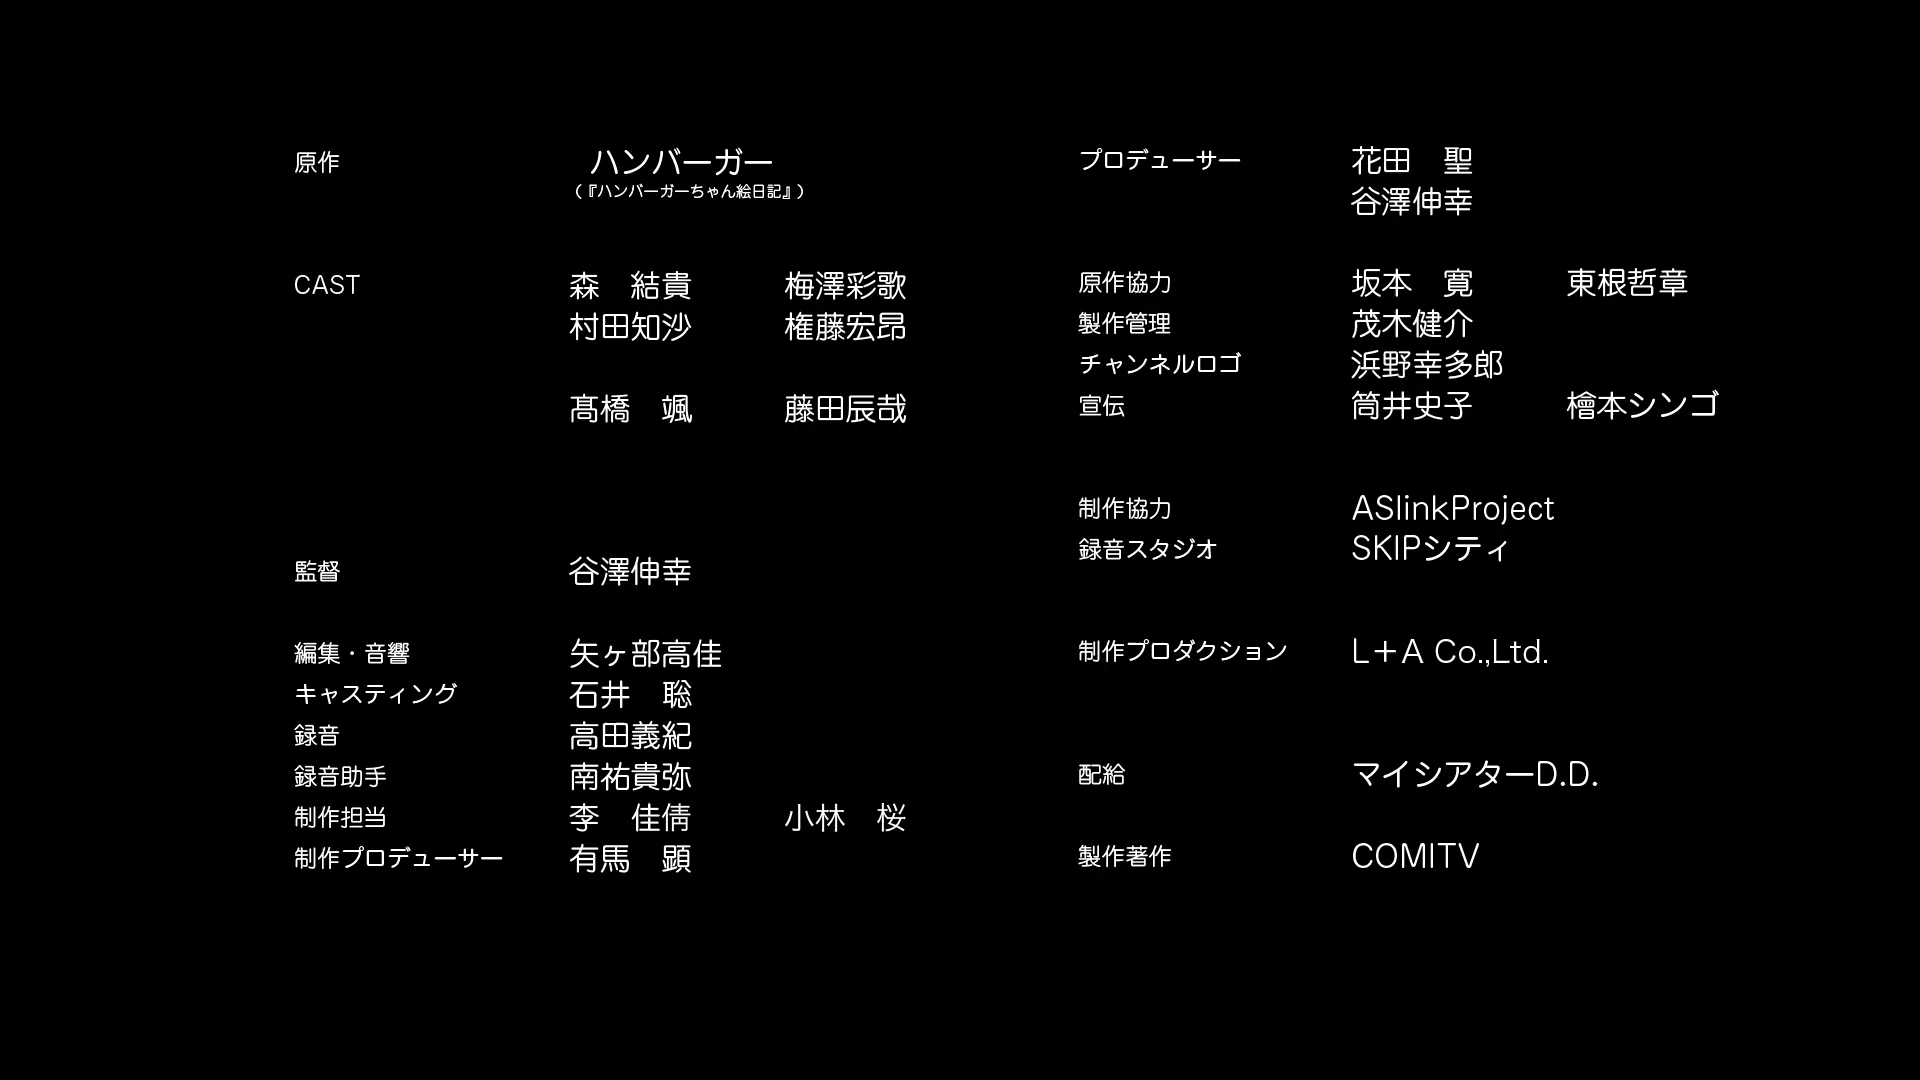 原作 ハンバーガー
(『ハンバーガーちゃん絵日記』)
CAST 森　結貴 梅澤彩歌
村田知沙 権藤宏昂
髙橋　颯 藤田辰哉
監督 谷澤伸幸
編集・音響 矢ヶ部高佳
キャスティング 石井　聡
録音 高田義紀
録音助手 南祐貴弥
制作担当 李　佳倩 小林　桜
制作プロデューサー 有馬　顕
プロデューサー 花田　聖
谷澤伸幸
原作協力 坂本　寛 東根哲章
製作管理 茂木健介
チャンネルロゴ 浜野幸多郎
宣伝 筒井史子 檜本シンゴ
制作協力 ASlinkProject
録音スタジオ SKIPシティ
制作プロダクション L＋A Co.,Ltd.
配給 マイシアターD.D.
製作著作 COMITV